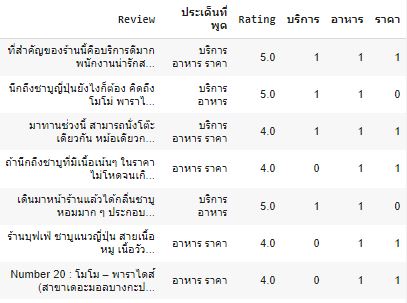 Review ประเด็นที่พูด Rating บริการ อาหาร ราคา
ที่สำคัญของร้านนี้คือบริการดีมาก บริการ
พนักงานน่ารักส... อาหาร ราคา 5.0 1 1 1
นึกถึงชาบูญี่ปุ่นยังไงก็ต้อง คิดถึง บริการ
โมโม่ พาราไ... อาหาร 5.0 1 1 0
มาทานช่วงนี้ สามารถนั่งโต๊ะ บริการ
เดียวกัน หม้อเดียวก... อาหาร ราคา 4.0 1 1 1
ถ้านึกถึงชาบูที่มีเนื้อเน้นๆ ในราคา
ไม่โหดจนเกิ... อาหาร ราคา 4.0 0 1 1
เดินมาหน้าร้านแล้วได้กลิ่นชาบู บริการ
หอมมาก ๆ ประกอบ... อาหาร 5.0 1 1 0
ร้านบุฟเฟ่ ชาบูแนวญี่ปุ่น สายเนื้อ
หมู เนื้อวัว... อาหาร ราคา 4.0 0 1 1
Number 20 : โมโม – พาราไดส์
(สาขาเดอะมอลบางกะป... อาหาร ราคา 4.0 0 1 1